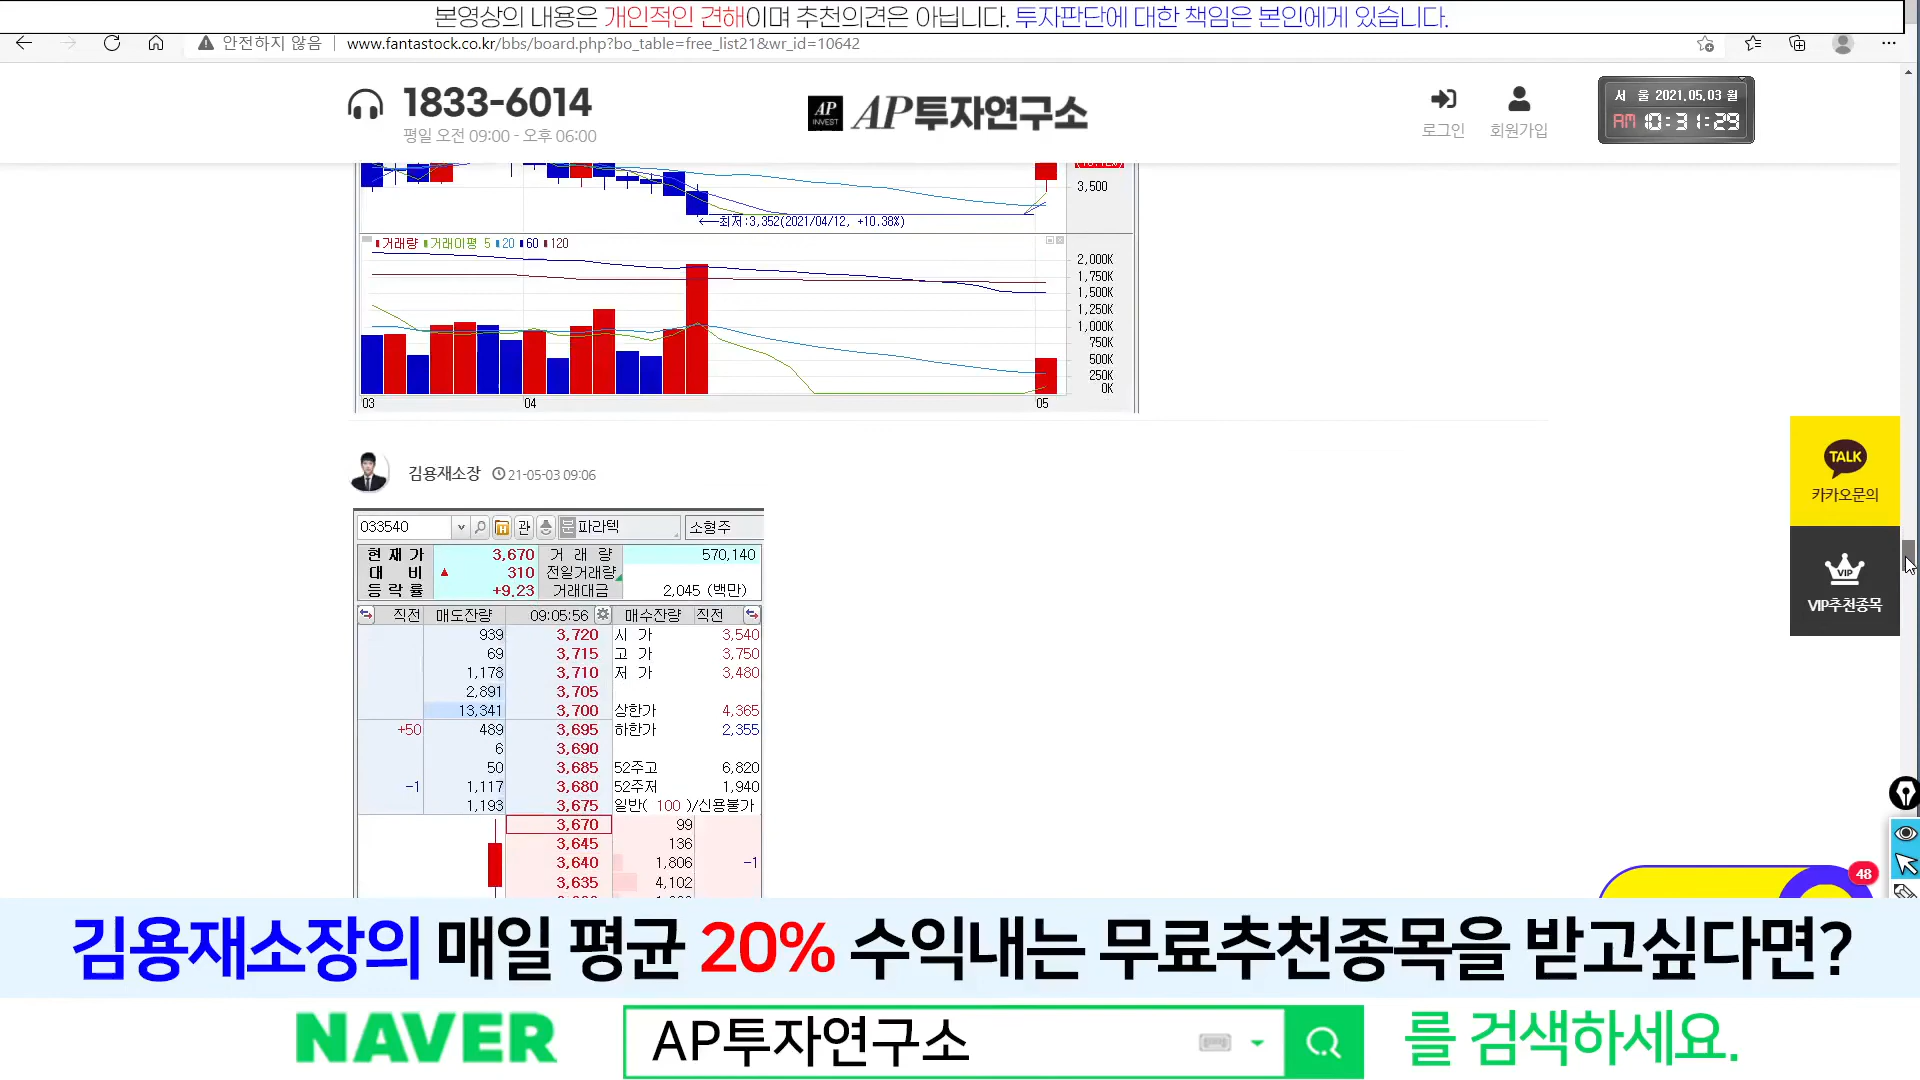 본영상의 내용은 개인적인 견해이며 추천의견은 아닙니다. 투자판단에 대한 책임은 본인에게 있습니다.
안전하지 않음 www.fantastock.co.kr/bbs/board.php?bo_table=free_list21&wr_id=10642
1833-6014
평일 오전 09:00 - 오후 06:00
AP INVEST AP투자연구소
로그인 회원가입
서 울 2021.05.03 월
AM 10:31:29
3,500
최저:3,352(2021/04/12, +10.38%)
거래량 거래이평 5 20 60 120
2,000K
1,750K
1,500K
1,250K
1,000K
750K
500K
250K
0K
03 04 05
김용재소장 21-05-03 09:06
033540 관 파라텍 소형주
현재가 3,670 거래량 570,140
대비 ▲ 310 전일거래량
등락률 +9.23 거래대금 2,045 (백만)
직전 매도잔량 09:05:56 매수잔량 직전
939 3,720 시 가 3,540
69 3,715 고 가 3,750
1,178 3,710 저 가 3,480
2,891 3,705
13,341 3,700 상한가 4,365
+50 489 3,695 하한가 2,355
6 3,690
50 3,685 52주고 6,820
-1 1,117 3,680 52주저 1,940
1,193 3,675 일반( 100 )/신용불가
3,670 99
3,645 136
3,640 1,806 -1
3,635 4,102
TALK
카카오문의
VIP
VIP추천종목
48
김용재소장의 매일 평균 20% 수익내는 무료추천종목을 받고싶다면?
NAVER AP투자연구소 를 검색하세요.